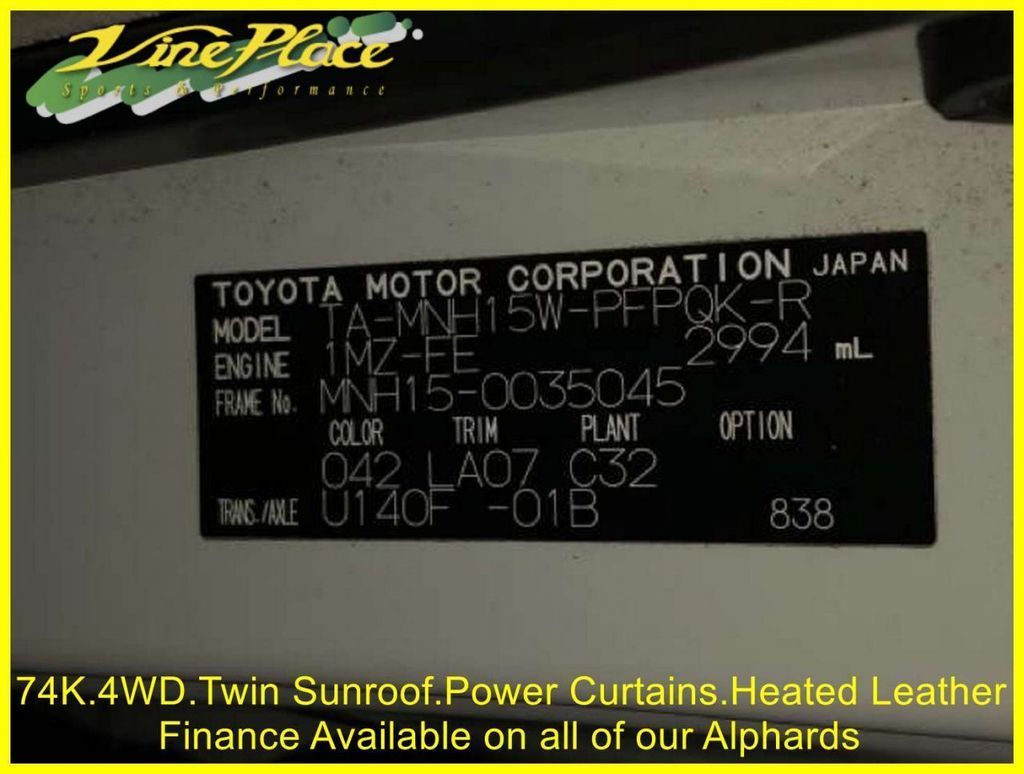 Vine Place
Sports & Performance
TOYOTA MOTOR CORPORATION JAPAN
MODEL TA-MNH15W-PFPQK-R
ENGINE 1MZ-FE 2994 mL
FRAME No. MNH15-0035045
COLOR TRIM PLANT OPTION
042 LA07 C32
TRANS./AXLE U140F -01B 838
74K.4WD.Twin Sunroof.Power Curtains.Heated Leather
Finance Available on all of our Alphards